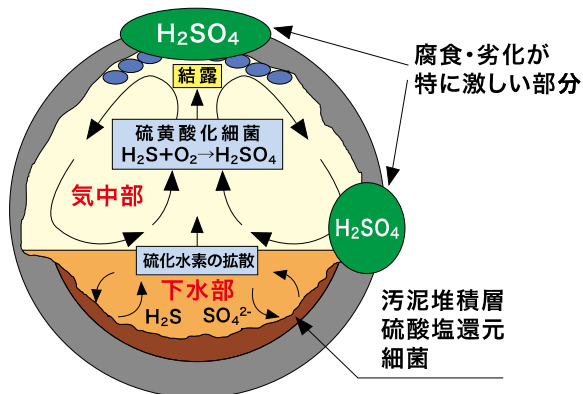 H₂SO₄
腐食・劣化が
特に激しい部分
結露
硫黄酸化細菌
H₂S+O₂→H₂SO₄
気中部
H₂SO₄
硫化水素の拡散
下水部
H₂S SO₄²⁻
汚泥堆積層
硫酸塩還元
細菌